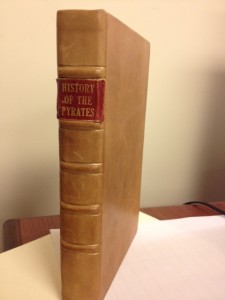 HISTORY
OF THE
PYRATES